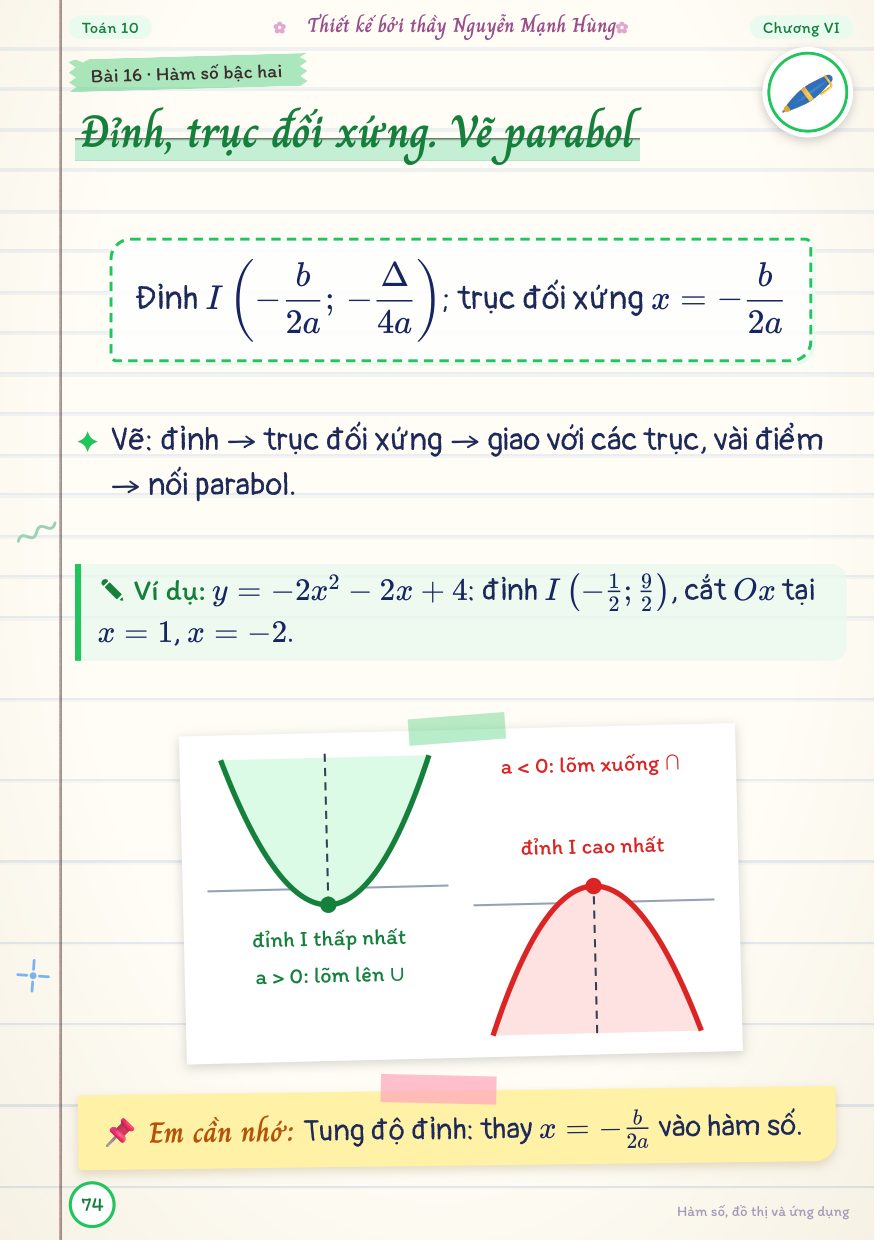 Toán 10
Thiết kế bởi thầy Nguyễn Mạnh Hùng
Chương VI
Bài 16 · Hàm số bậc hai
Đỉnh, trục đối xứng. Vẽ parabol
Đỉnh I (−b/2a; −Δ/4a); trục đối xứng x = −b/2a
Vẽ: đỉnh → trục đối xứng → giao với các trục, vài điểm
→ nối parabol.
Ví dụ: y = −2x² − 2x + 4: đỉnh I (−1/2; 9/2), cắt Ox tại
x = 1, x = −2.
đỉnh I thấp nhất
a > 0: lõm lên ∪
a < 0: lõm xuống ∩
đỉnh I cao nhất
Em cần nhớ: Tung độ đỉnh: thay x = −b/2a vào hàm số.
74
Hàm số, đồ thị và ứng dụng